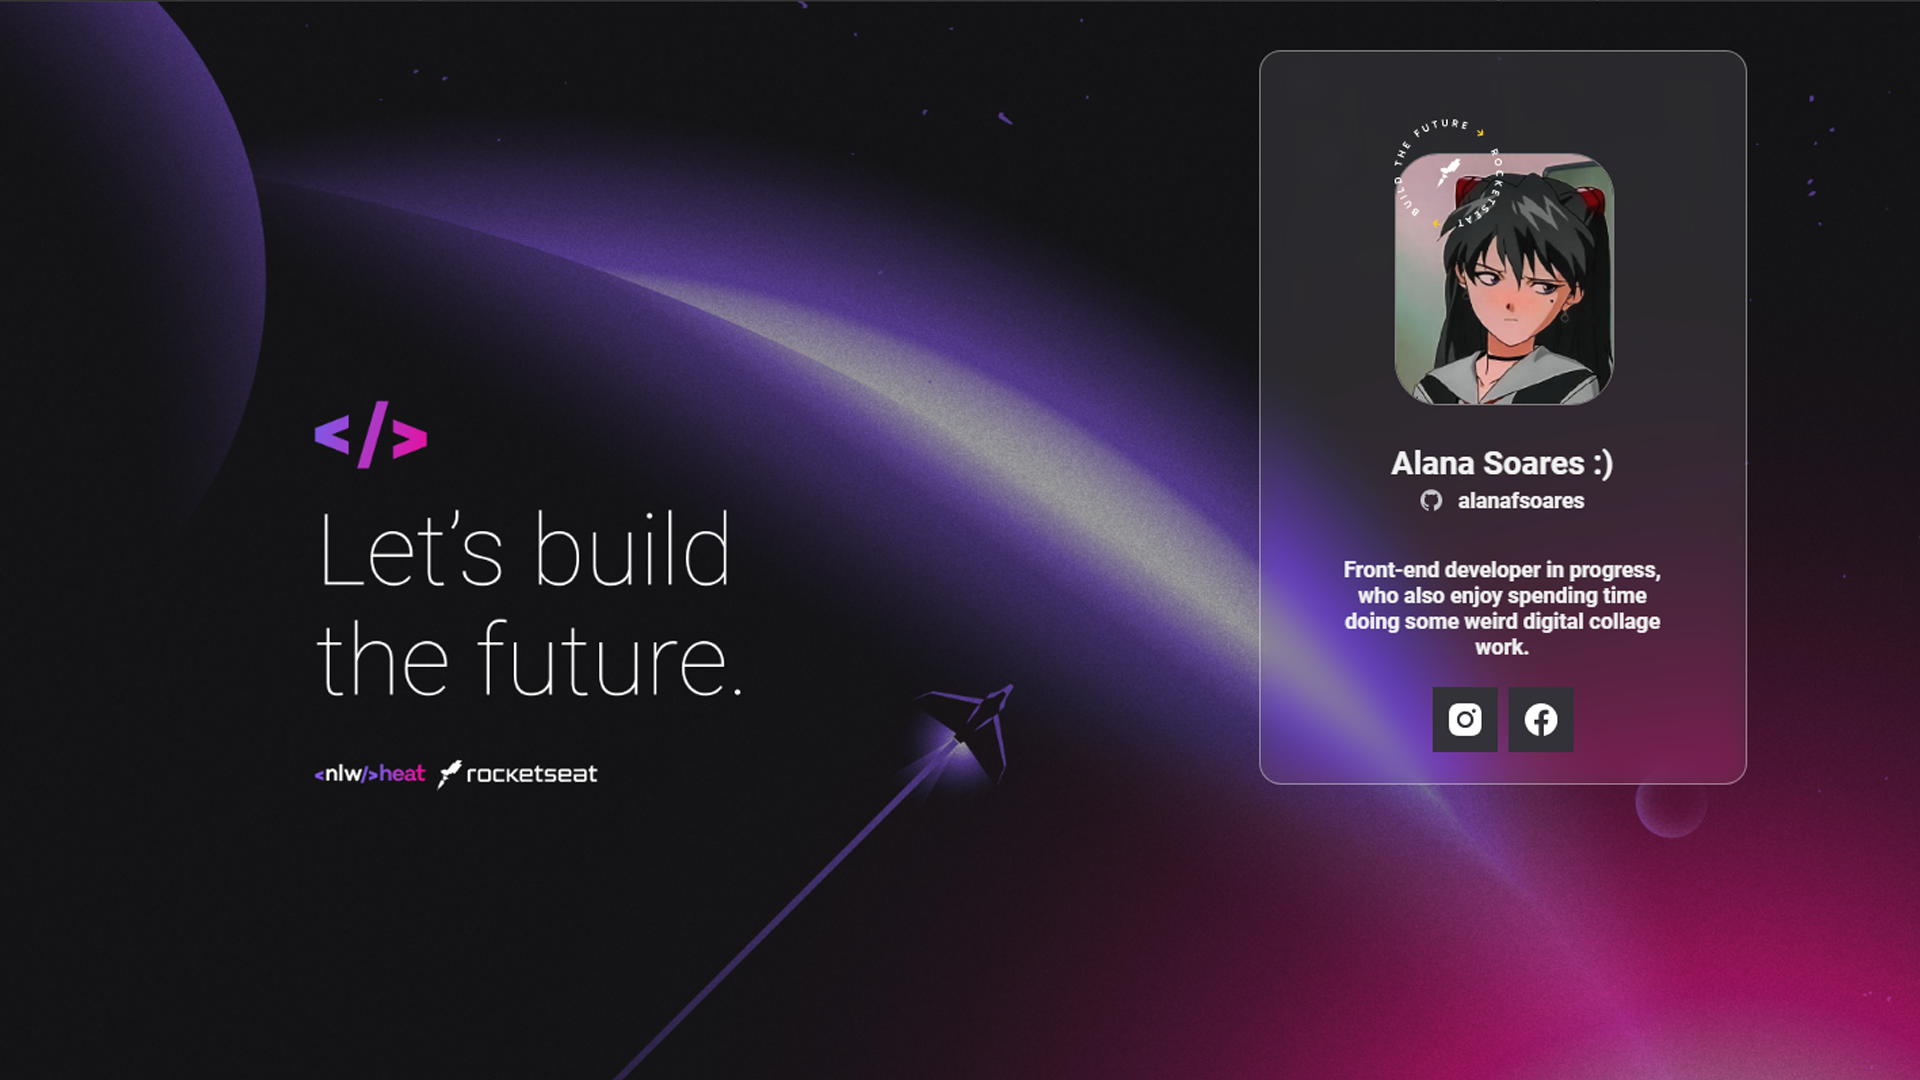 </>
Let’s build
the future.
<nlw/>heat rocketseat
BUILD THE FUTURE → ROCKETSEAT →
Alana Soares :)
alanafsoares
Front-end developer in progress,
who also enjoy spending time
doing some weird digital collage
work.